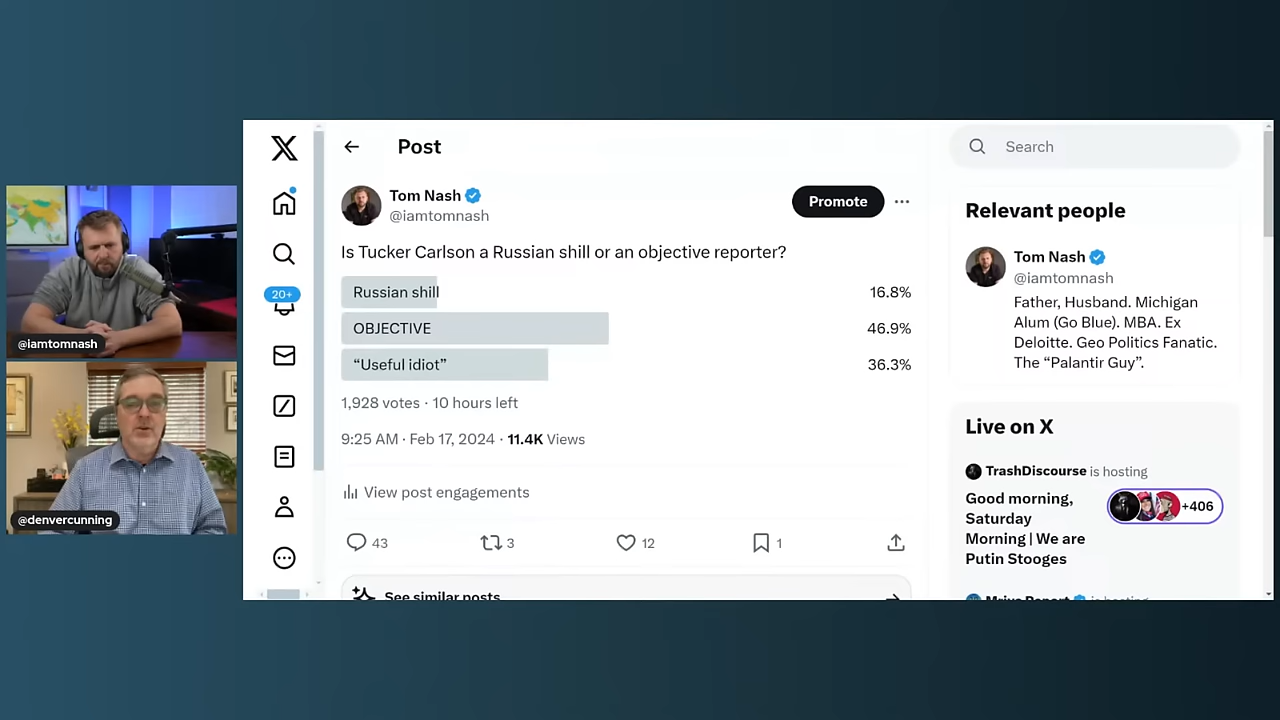 @iamtomnash
@denvercunning
20+
Post
Tom Nash
@iamtomnash
Promote
Is Tucker Carlson a Russian shill or an objective reporter?
Russian shill 16.8%
OBJECTIVE 46.9%
“Useful idiot” 36.3%
1,928 votes · 10 hours left
9:25 AM · Feb 17, 2024 · 11.4K Views
View post engagements
43 3 12 1
See similar posts
Search
Relevant people
Tom Nash
@iamtomnash
Father, Husband. Michigan
Alum (Go Blue). MBA. Ex
Deloitte. Geo Politics Fanatic.
The “Palantir Guy”.
Live on X
TrashDiscourse is hosting
Good morning,
Saturday
Morning | We are
Putin Stooges
+406
is hosting